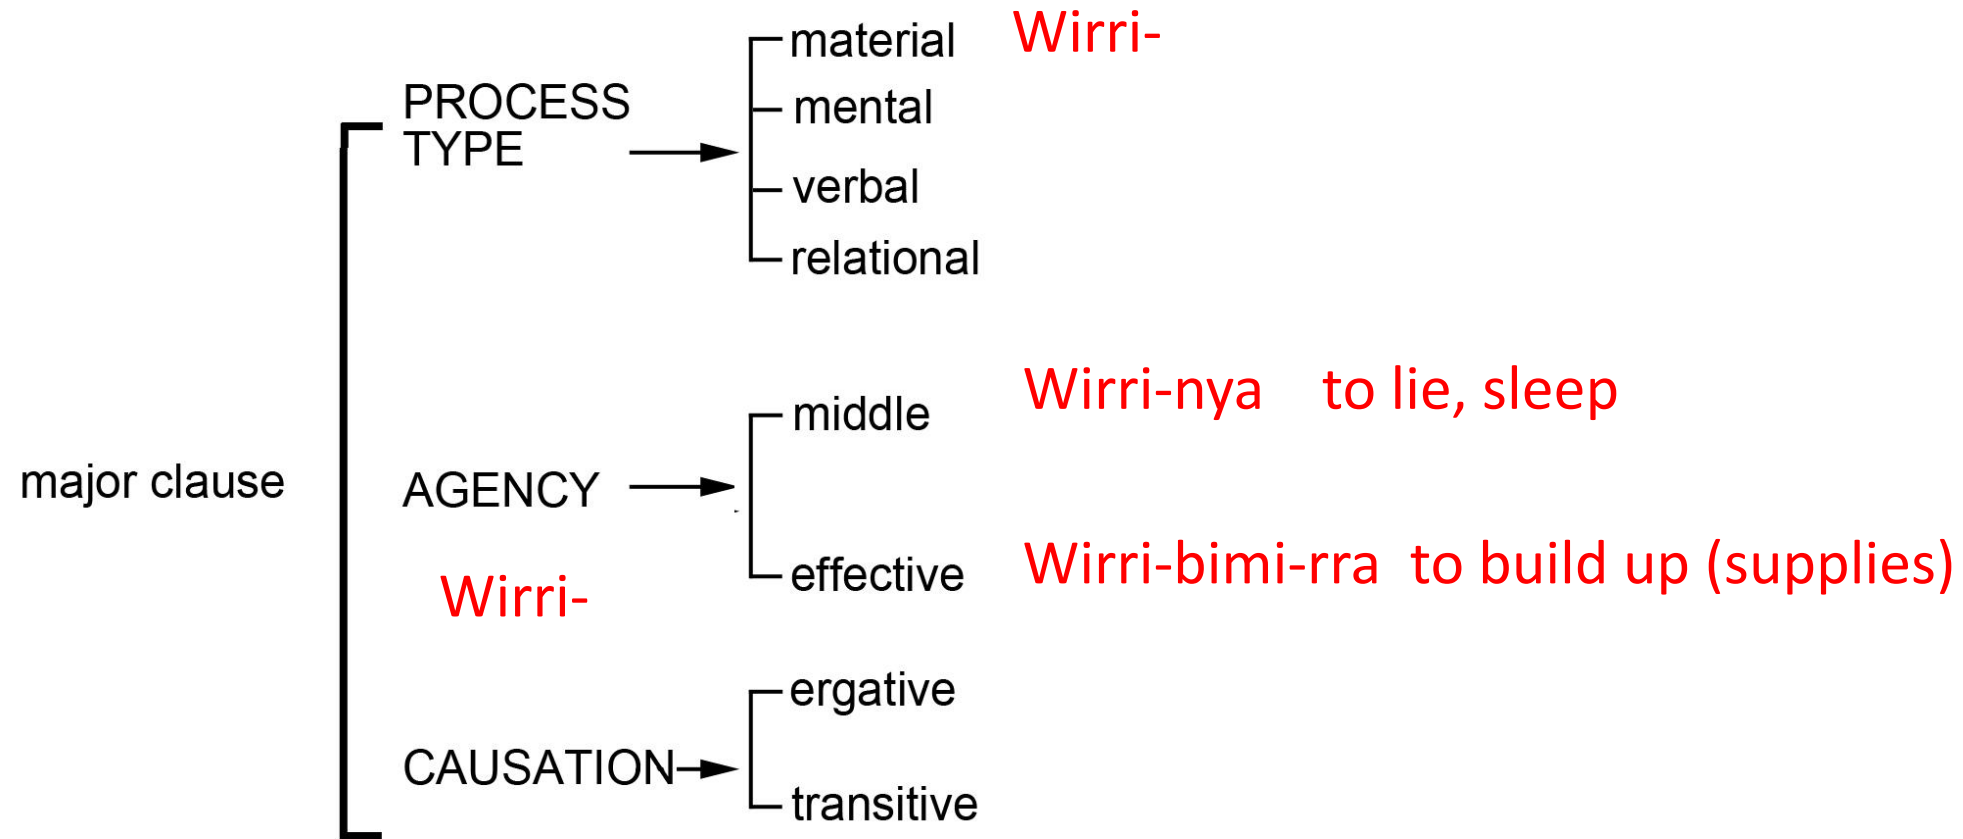 material Wirri-
PROCESS
TYPE
mental
verbal
relational
middle Wirri-nya to lie, sleep
major clause
AGENCY
effective Wirri-bimi-rra to build up (supplies)
Wirri-
ergative
CAUSATION
transitive